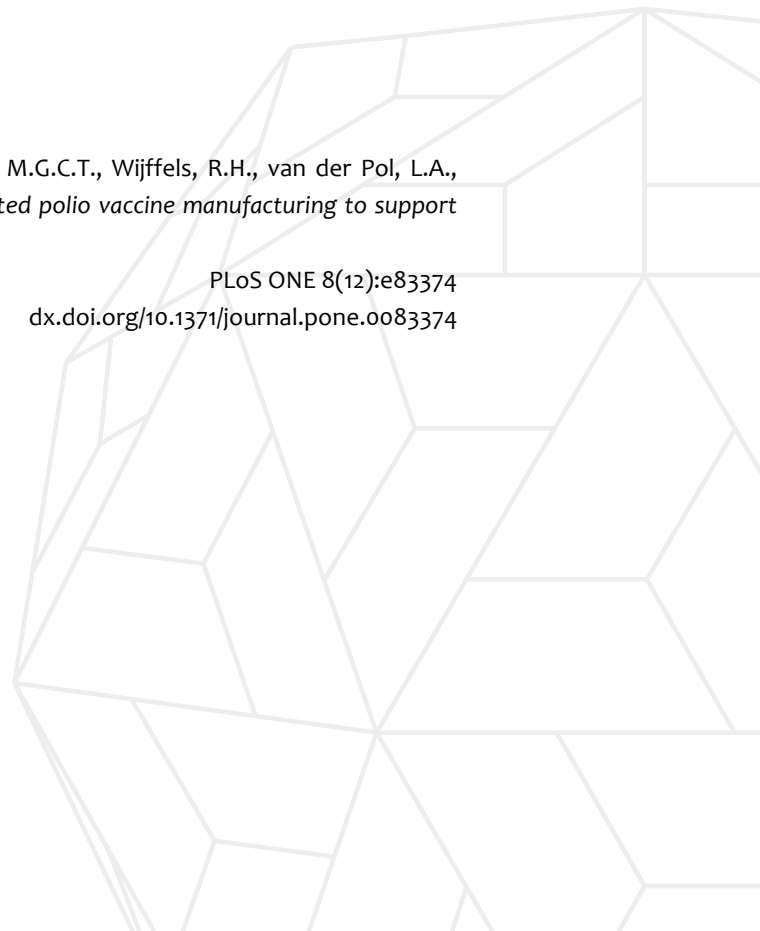 M.G.C.T., Wijffels, R.H., van der Pol, L.A.,
polio vaccine manufacturing to support
PLoS ONE 8(12):e83374
dx.doi.org/10.1371/journal.pone.0083374